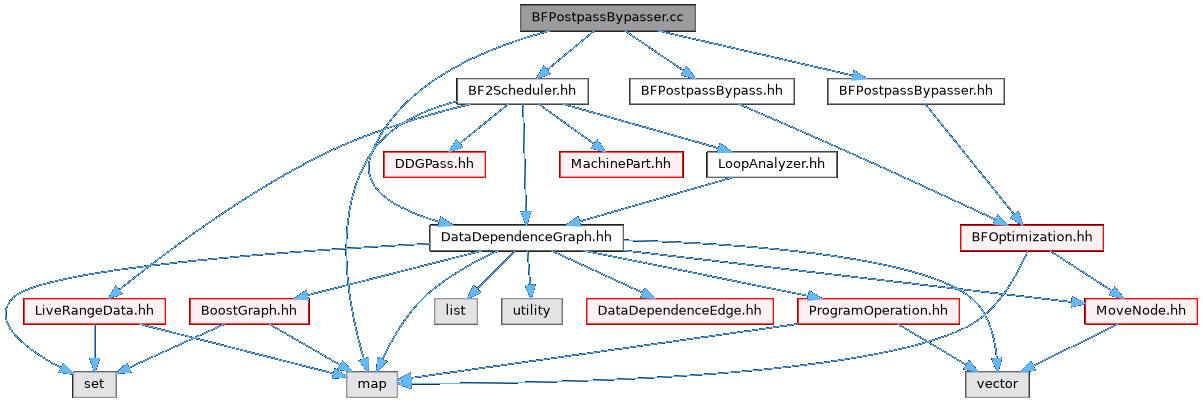 BFPostpassBypasser.cc
BF2Scheduler.hh
BFPostpassBypass.hh
BFPostpassBypasser.hh
DDGPass.hh
MachinePart.hh
LoopAnalyzer.hh
DataDependenceGraph.hh
BFOptimization.hh
LiveRangeData.hh
BoostGraph.hh
list
utility
DataDependenceEdge.hh
ProgramOperation.hh
MoveNode.hh
set
map
vector